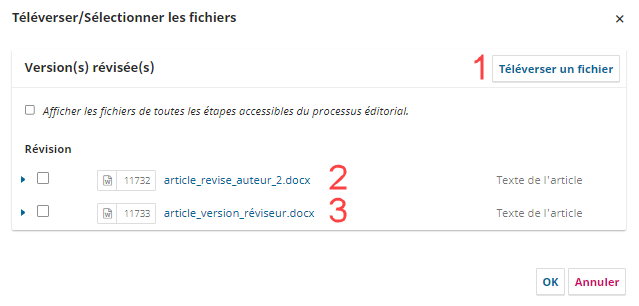 Téléverser/Sélectionner les fichiers ×
Version(s) révisée(s) 1 Téléverser un fichier
Afficher les fichiers de toutes les étapes accessibles du processus éditorial.
Révision
11732 article_revise_auteur_2.docx 2 Texte de l'article
11733 article_version_réviseur.docx 3 Texte de l'article
OK Annuler